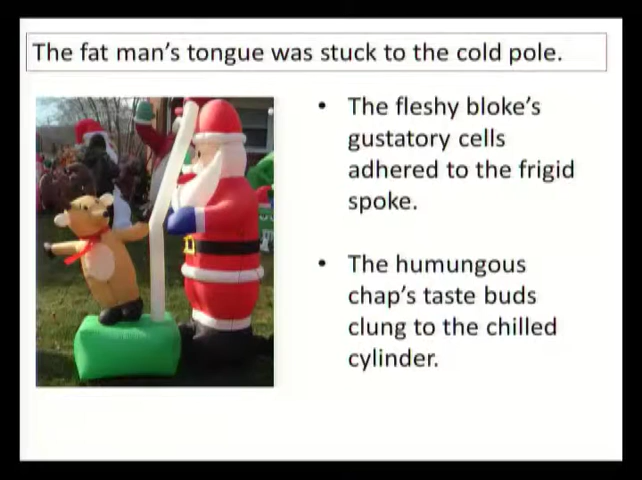 The fat man's tongue was stuck to the cold pole.
• The fleshy bloke's
gustatory cells
adhered to the frigid
spoke.
• The humungous
chap's taste buds
clung to the chilled
cylinder.